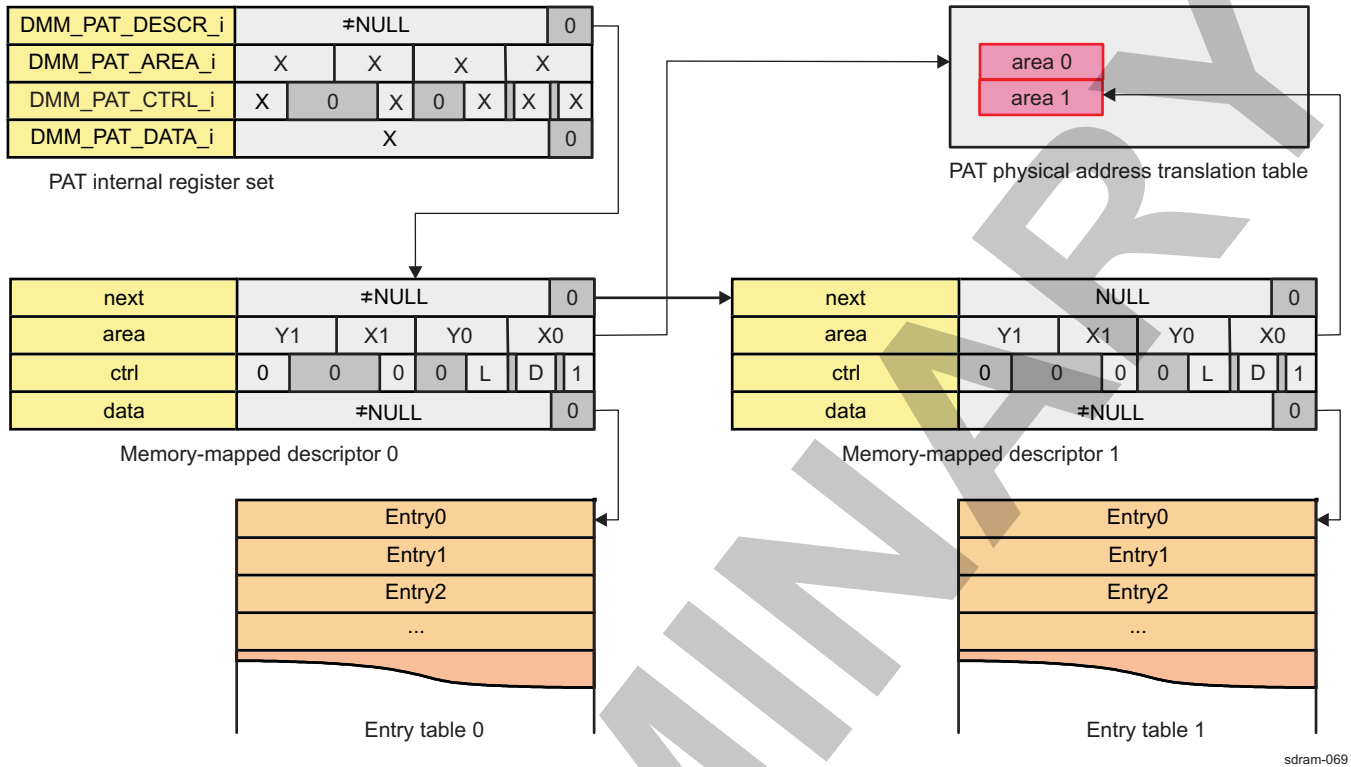 DMM_PAT_DESCR_i ≠NULL 0
DMM_PAT_AREA_i X X X X
DMM_PAT_CTRL_i X 0 X 0 X X X
DMM_PAT_DATA_i X 0
PAT internal register set
area 0
area 1
PAT physical address translation table
next ≠NULL 0
area Y1 X1 Y0 X0
ctrl 0 0 0 0 L D 1
data ≠NULL 0
Memory-mapped descriptor 0
next NULL 0
area Y1 X1 Y0 X0
ctrl 0 0 0 0 L D 1
data ≠NULL 0
Memory-mapped descriptor 1
Entry0
Entry1
Entry2
...
Entry table 0
Entry0
Entry1
Entry2
...
Entry table 1
sdram-069
MINARY